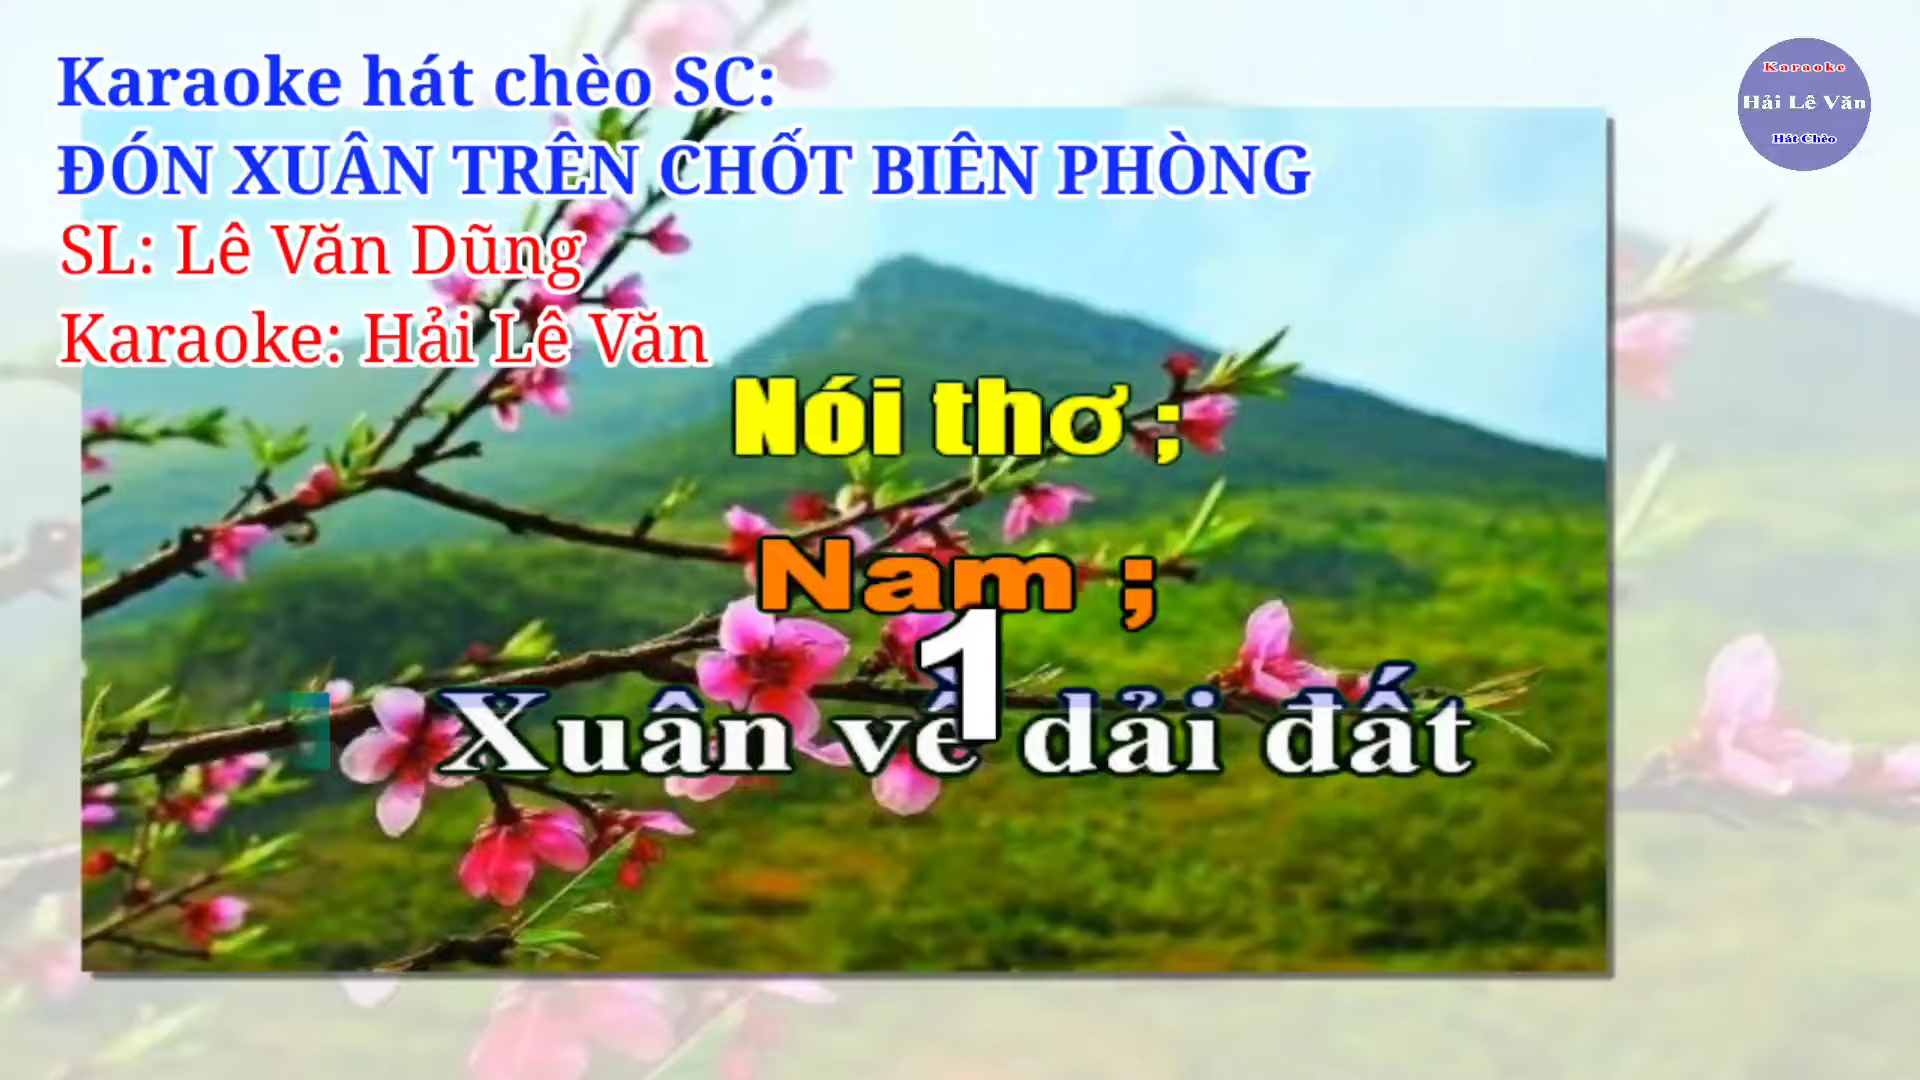 Karaoke hát chèo SC:
ĐÓN XUÂN TRÊN CHỐT BIÊN PHÒNG
SL: Lê Văn Dũng
Karaoke: Hải Lê Văn
Karaoke
Hải Lê Văn
Hát Chèo
Nói thơ ;
Nam ;
1
Xuân về dải đất